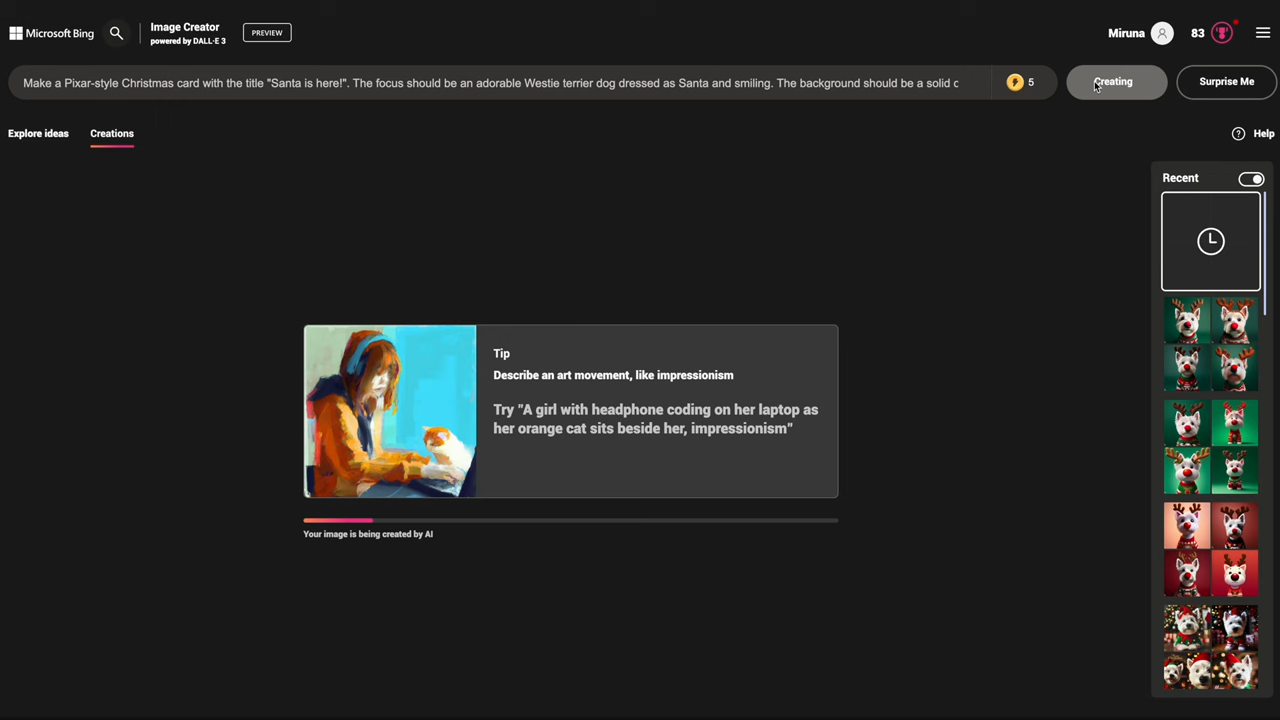 Microsoft Bing
Image Creator
powered by DALL·E 3
PREVIEW
Miruna
83
Make a Pixar-style Christmas card with the title "Santa is here!". The focus should be an adorable Westie terrier dog dressed as Santa and smiling. The background should be a solid c
5
Creating
Surprise Me
Explore ideas
Creations
Help
Recent
Tip
Describe an art movement, like impressionism
Try "A girl with headphone coding on her laptop as
her orange cat sits beside her, impressionism"
Your image is being created by AI